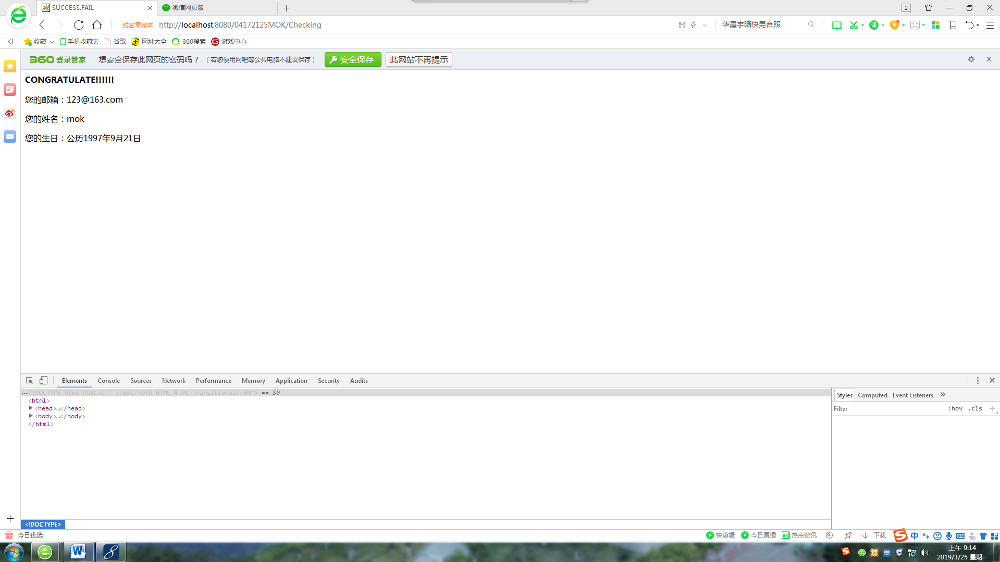 SUCCESS.FAIL
微信网页版
2
域名重定向 http://localhost:8080/04172125MOK/Checking
华晨宇晒快男合照
译
收藏 手机收藏夹 谷歌 网址大全 360搜索 游戏中心
360 登录管家 想安全保存此网页的密码吗？ （若您使用网吧等公共电脑不建议保存） 安全保存 此网站不再提示
CONGRATULATE!!!!!!
您的邮箱：123@163.com
您的姓名：mok
您的生日：公历1997年9月21日
Elements Console Sources Network Performance Memory Application Security Audits
...<!DOCTYPE html PUBLIC "-//W3C//DTD HTML 4.01 Transitional//EN"> == $0
<html>
<head>…</head>
<body>…</body>
</html>
Styles Computed Event Listeners »
Filter :hov .cls +
<!DOCTYPE>
今日优选
快剪辑 今日直播 热点资讯 下载 中
上午 9:14
2019/3/25 星期一